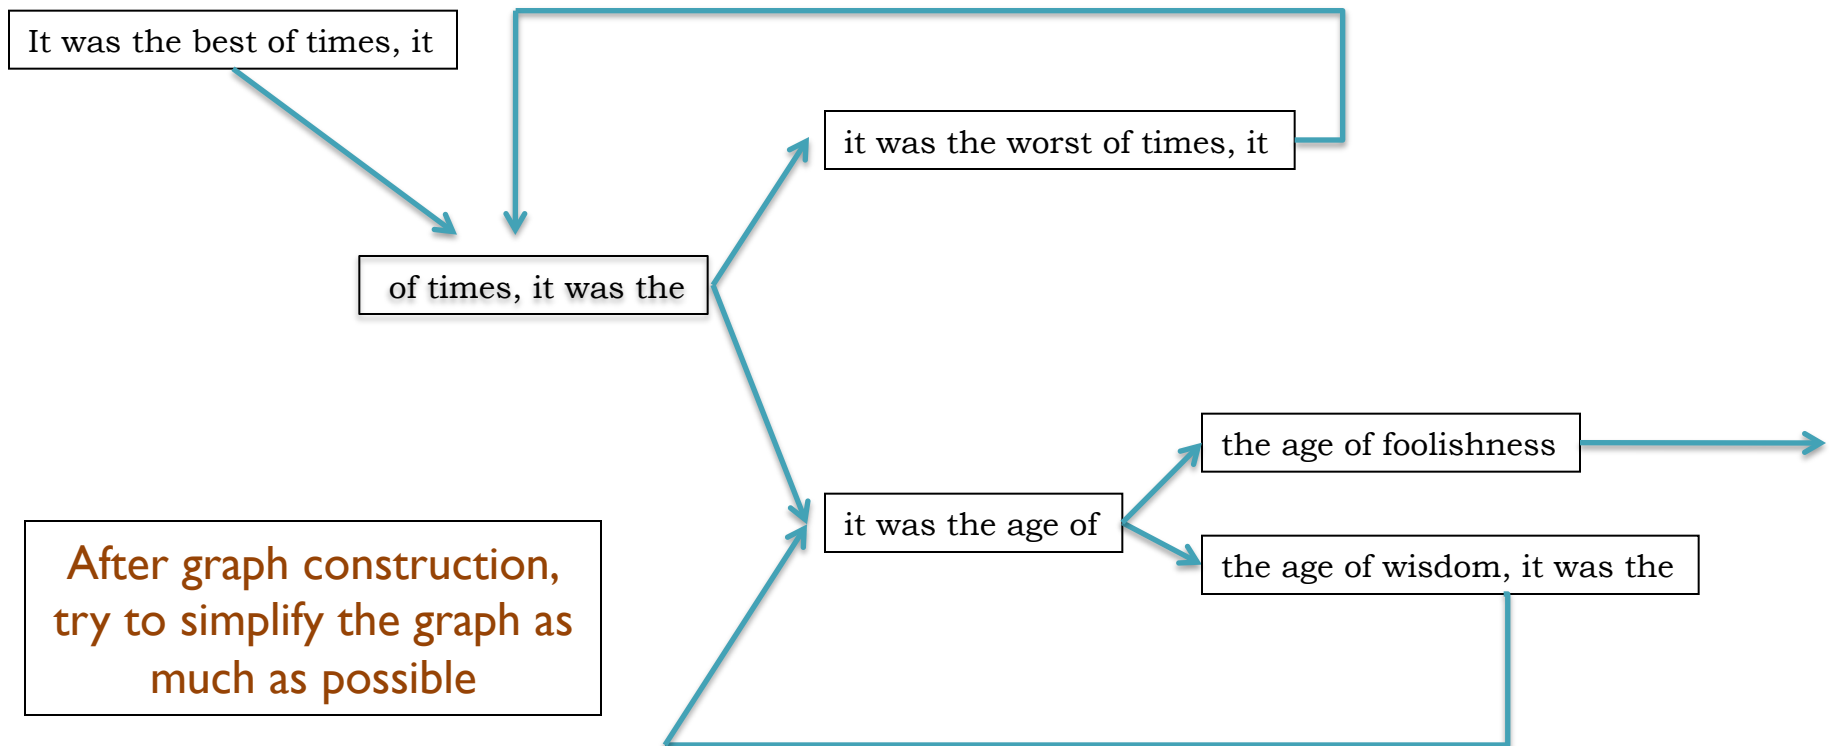 It was the best of times, it
it was the worst of times, it
of times, it was the
the age of foolishness
it was the age of
the age of wisdom, it was the
After graph construction,
try to simplify the graph as
much as possible